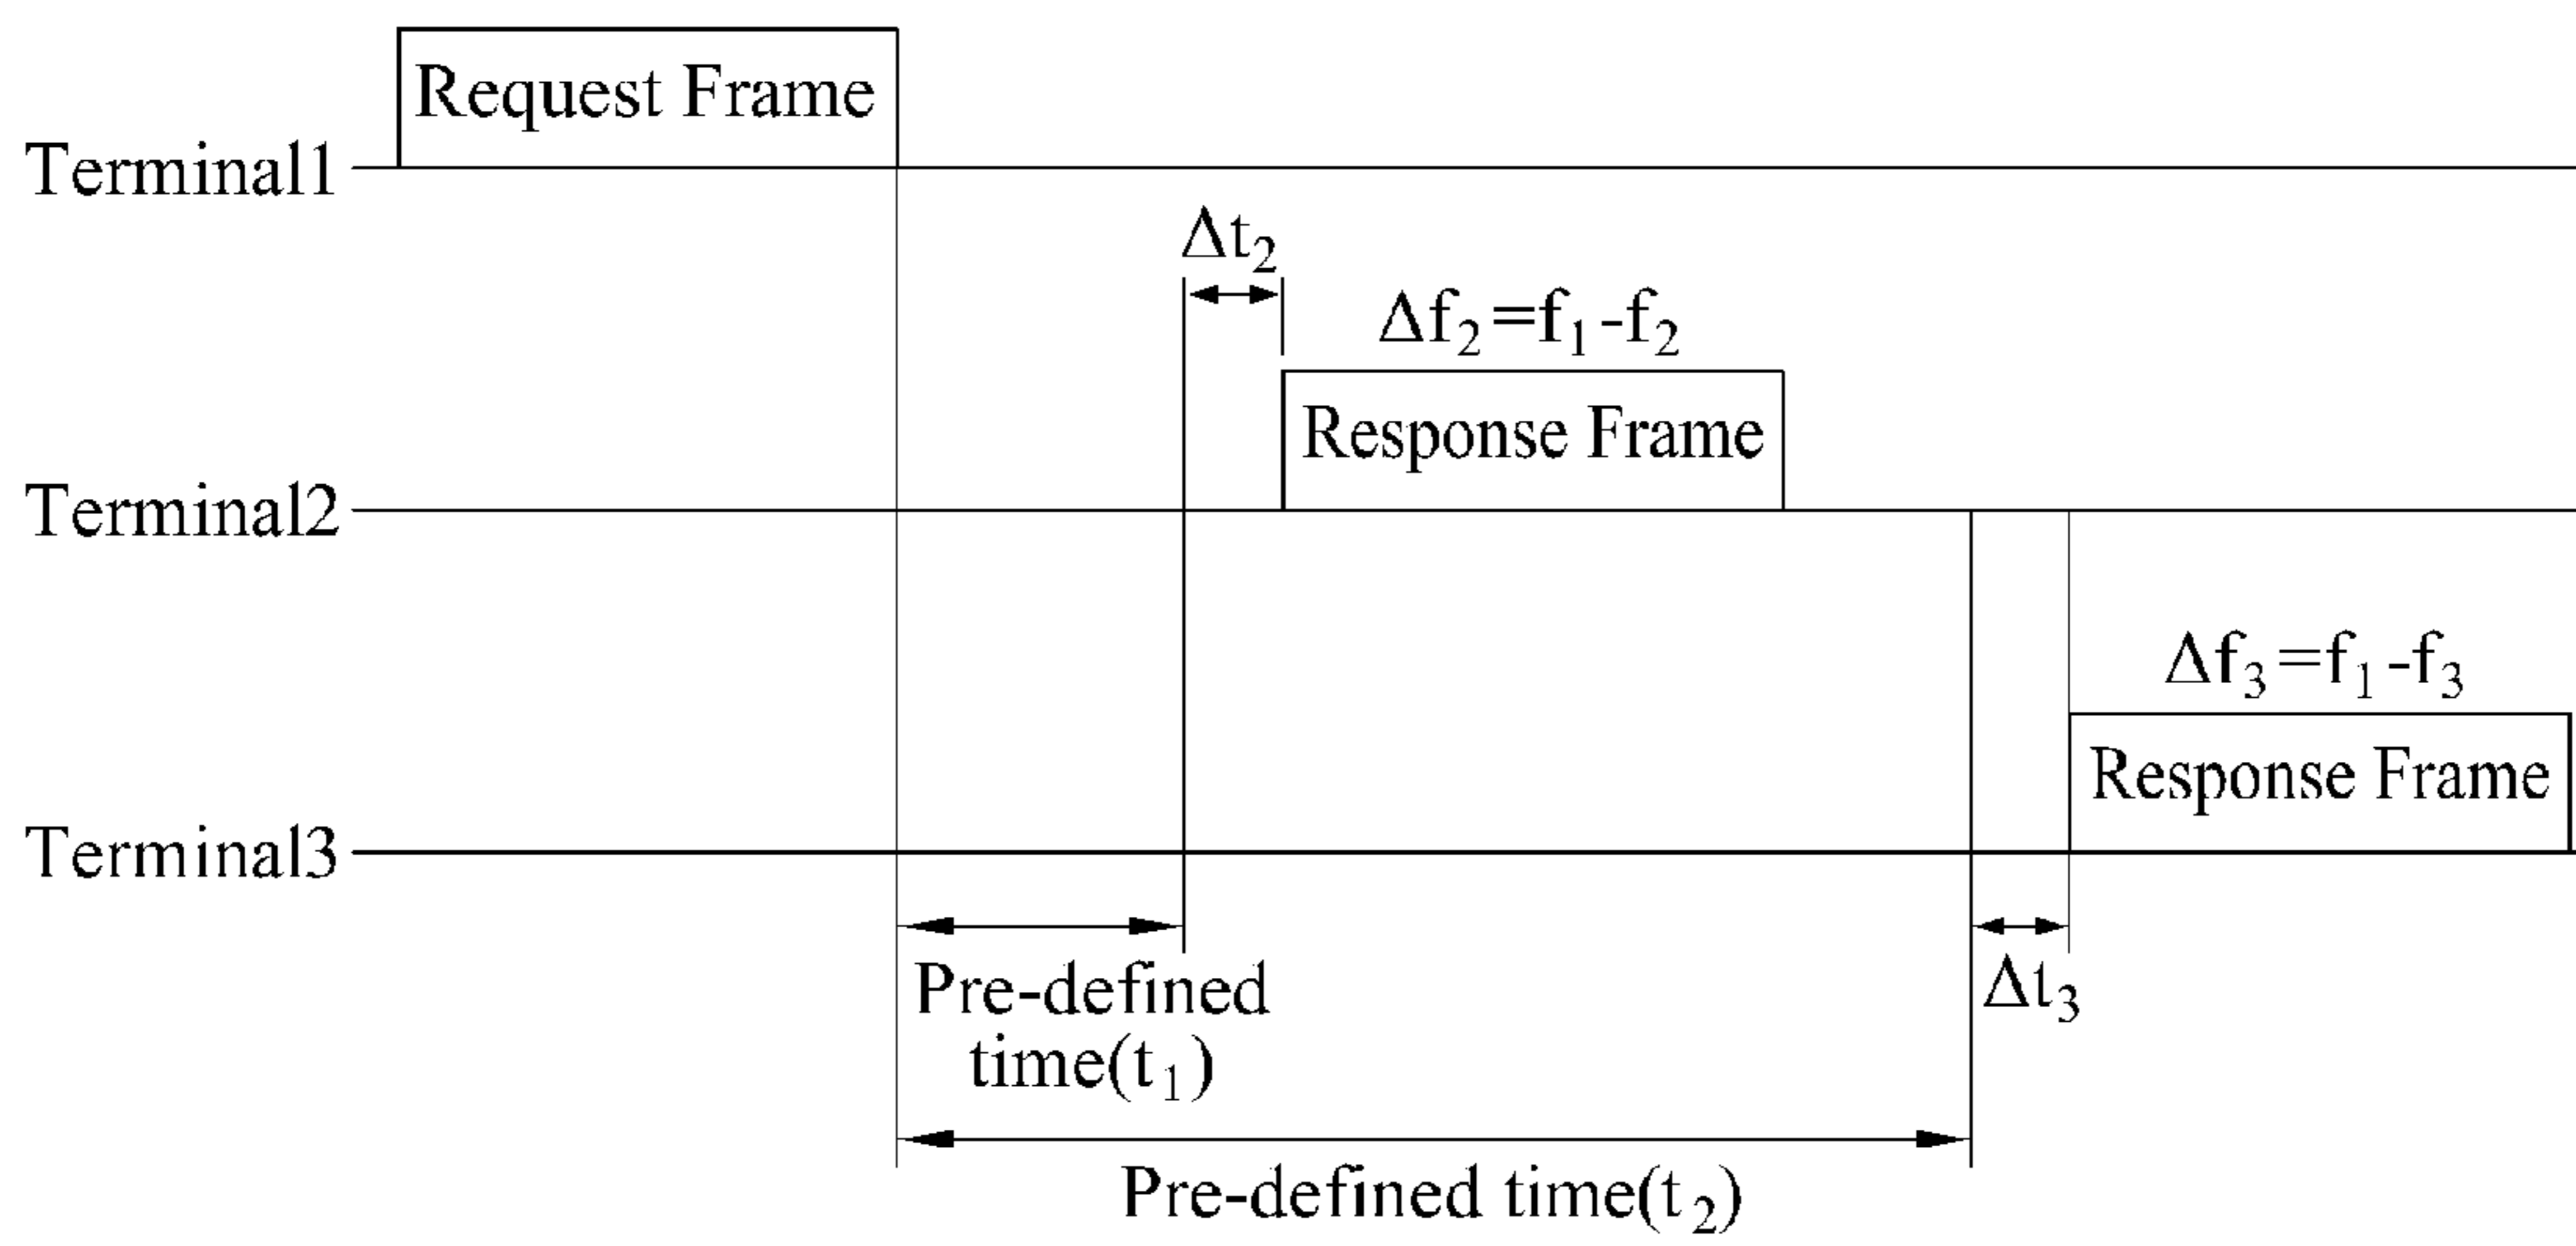 Request Frame
Terminal1
Δt₂
Δf₂=f₁-f₂
Response Frame
Terminal2
Δf₃=f₁-f₃
Response Frame
Terminal3
Pre-defined
time(t₁)
Δt₃
Pre-defined time(t₂)